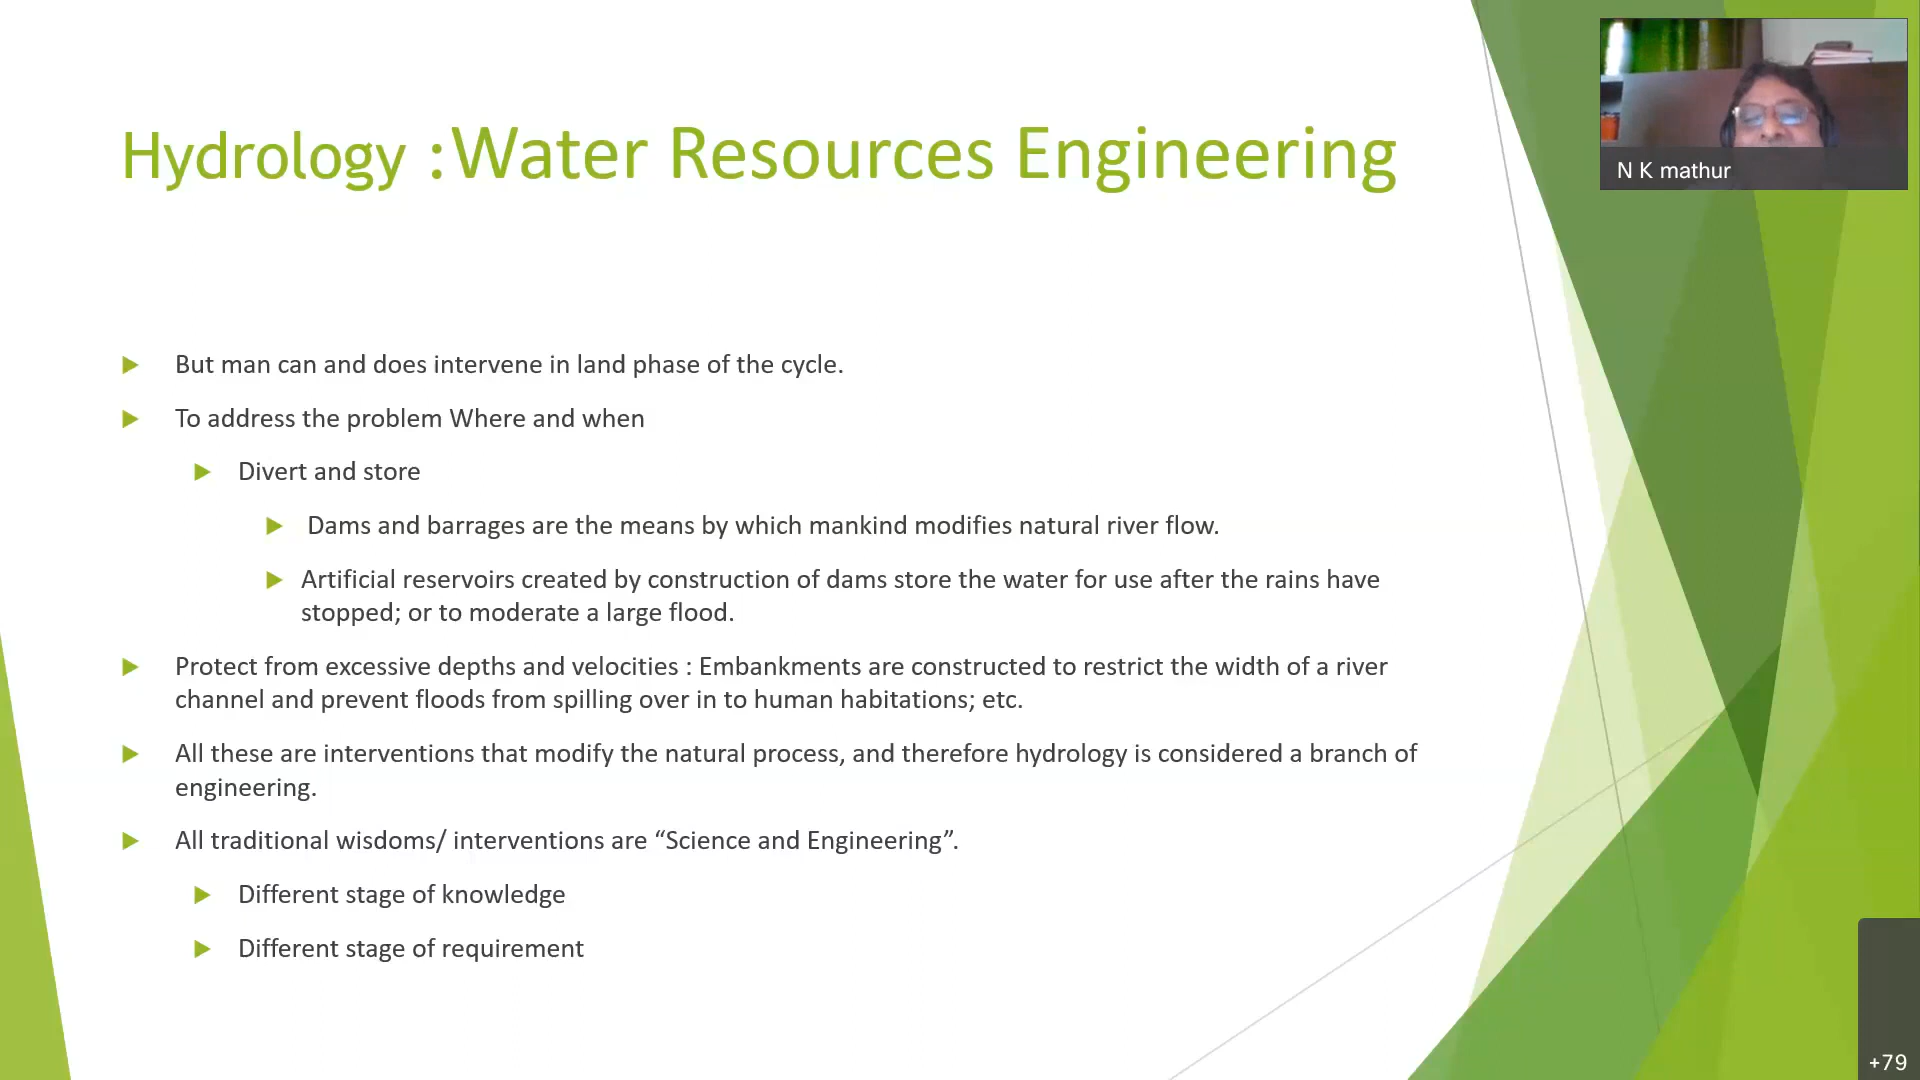 Hydrology :Water Resources Engineering
N K mathur
But man can and does intervene in land phase of the cycle.
To address the problem Where and when
Divert and store
Dams and barrages are the means by which mankind modifies natural river flow.
Artificial reservoirs created by construction of dams store the water for use after the rains have
stopped; or to moderate a large flood.
Protect from excessive depths and velocities : Embankments are constructed to restrict the width of a river
channel and prevent floods from spilling over in to human habitations; etc.
All these are interventions that modify the natural process, and therefore hydrology is considered a branch of
engineering.
All traditional wisdoms/ interventions are “Science and Engineering”.
Different stage of knowledge
Different stage of requirement
+79